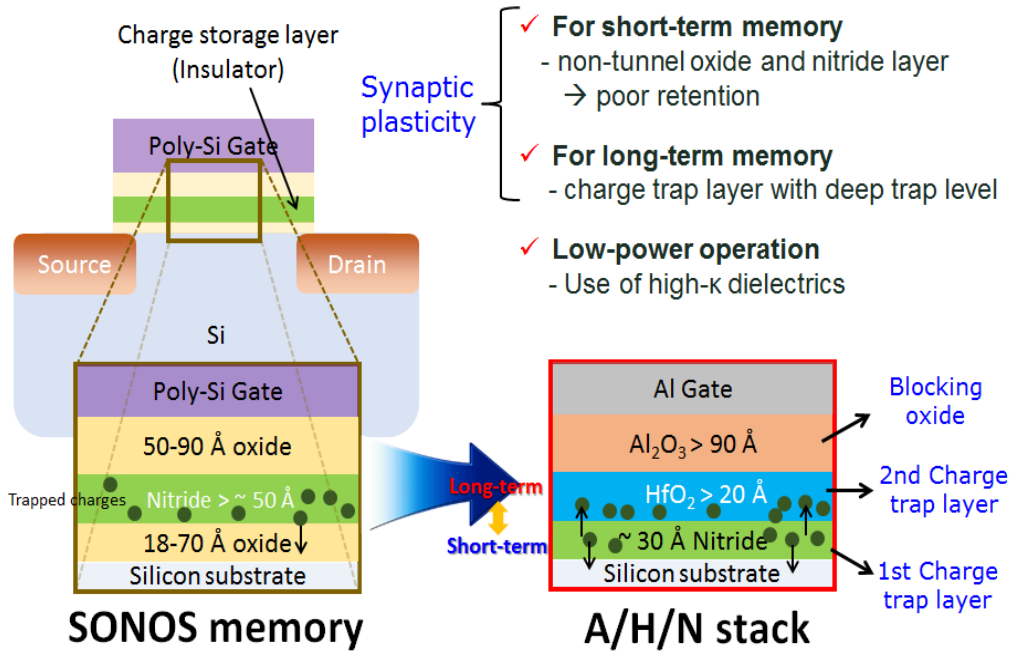 Charge storage layer
(Insulator)
Poly-Si Gate
Source
Drain
Si
Poly-Si Gate
50-90 Å oxide
Trapped charges
Nitride > ~ 50 Å
18-70 Å oxide
Silicon substrate
SONOS memory
Synaptic
plasticity
✓ For short-term memory
- non-tunnel oxide and nitride layer
→ poor retention
✓ For long-term memory
- charge trap layer with deep trap level
✓ Low-power operation
- Use of high-κ dielectrics
Long-term
Short-term
Al Gate
Al₂O₃ > 90 Å
HfO₂ > 20 Å
~ 30 Å Nitride
Silicon substrate
Blocking
oxide
2nd Charge
trap layer
1st Charge
trap layer
A/H/N stack